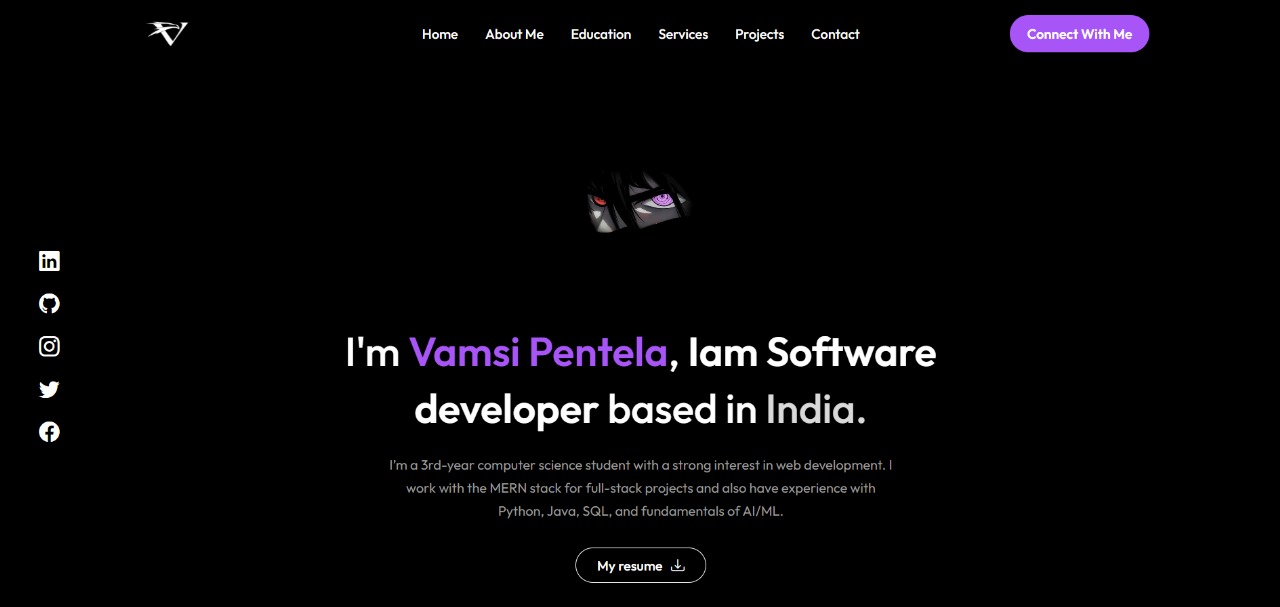 Home About Me Education Services Projects Contact Connect With Me
I'm Vamsi Pentela, Iam Software
developer based in India.
I'm a 3rd-year computer science student with a strong interest in web development. I
work with the MERN stack for full-stack projects and also have experience with
Python, Java, SQL, and fundamentals of AI/ML.
My resume